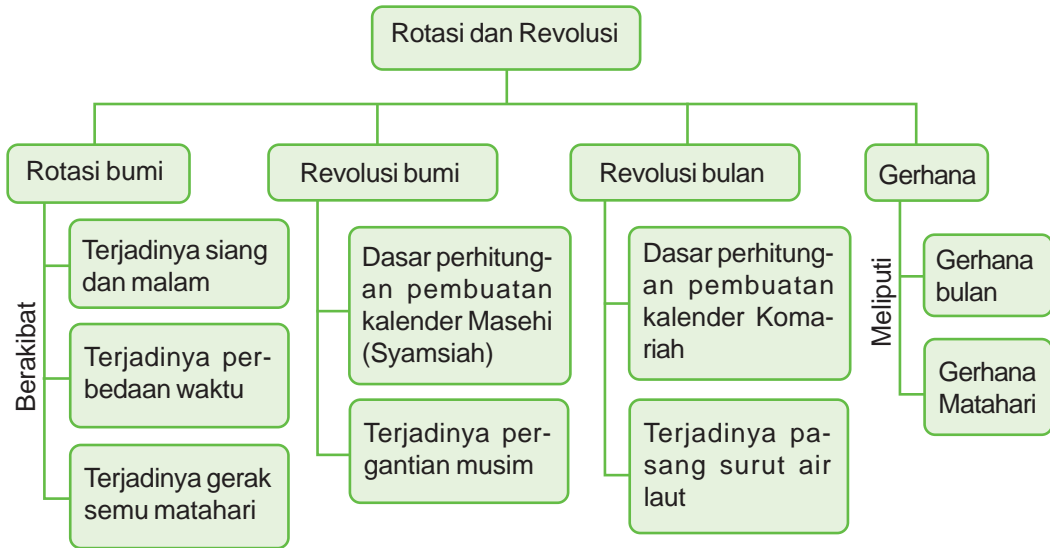 Rotasi dan Revolusi
Rotasi bumi
Berakibat
Terjadinya siang
dan malam
Terjadinya per-
bedaan waktu
Terjadinya gerak
semu matahari
Revolusi bumi
Dasar perhitung-
an pembuatan
kalender Masehi
(Syamsiah)
Terjadinya per-
gantian musim
Revolusi bulan
Dasar perhitung-
an pembuatan
kalender Koma-
riah
Terjadinya pa-
sang surut air
laut
Gerhana
Meliputi
Gerhana
bulan
Gerhana
Matahari